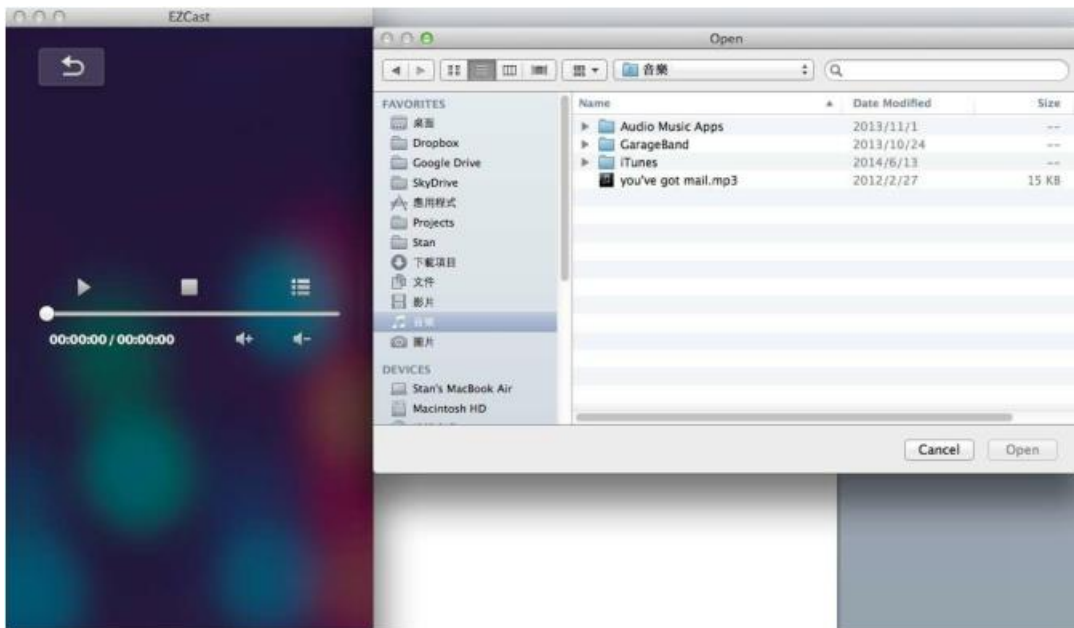 EZCast
00:00:00 / 00:00:00
Open
音樂
FAVORITES
桌面
Dropbox
Google Drive
SkyDrive
應用程式
Projects
Stan
下載項目
文件
影片
音樂
圖片
DEVICES
Stan's MacBook Air
Macintosh HD
Name Date Modified Size
Audio Music Apps 2013/11/1 --
GarageBand 2013/10/24 --
iTunes 2014/6/13 --
you've got mail.mp3 2012/2/27 15 KB
Cancel Open